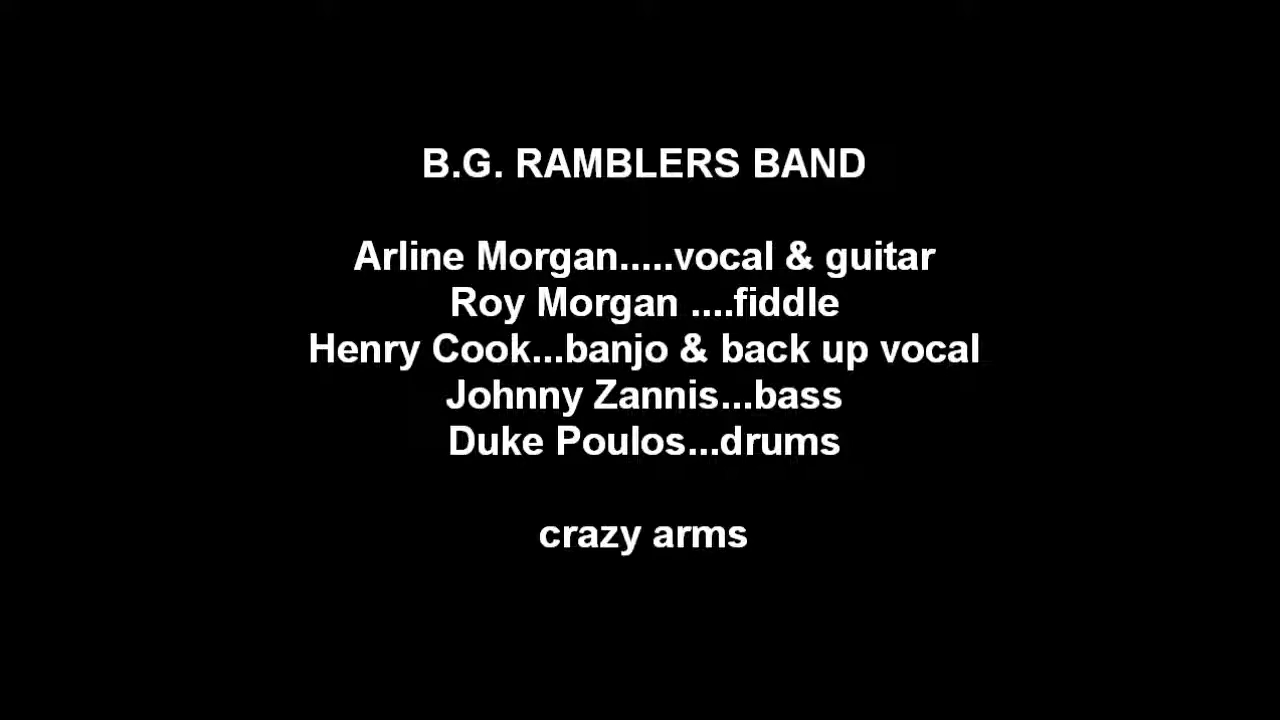 B.G. RAMBLERS BAND
Arline Morgan.....vocal & guitar
Roy Morgan ....fiddle
Henry Cook...banjo & back up vocal
Johnny Zannis...bass
Duke Poulos...drums
crazy arms